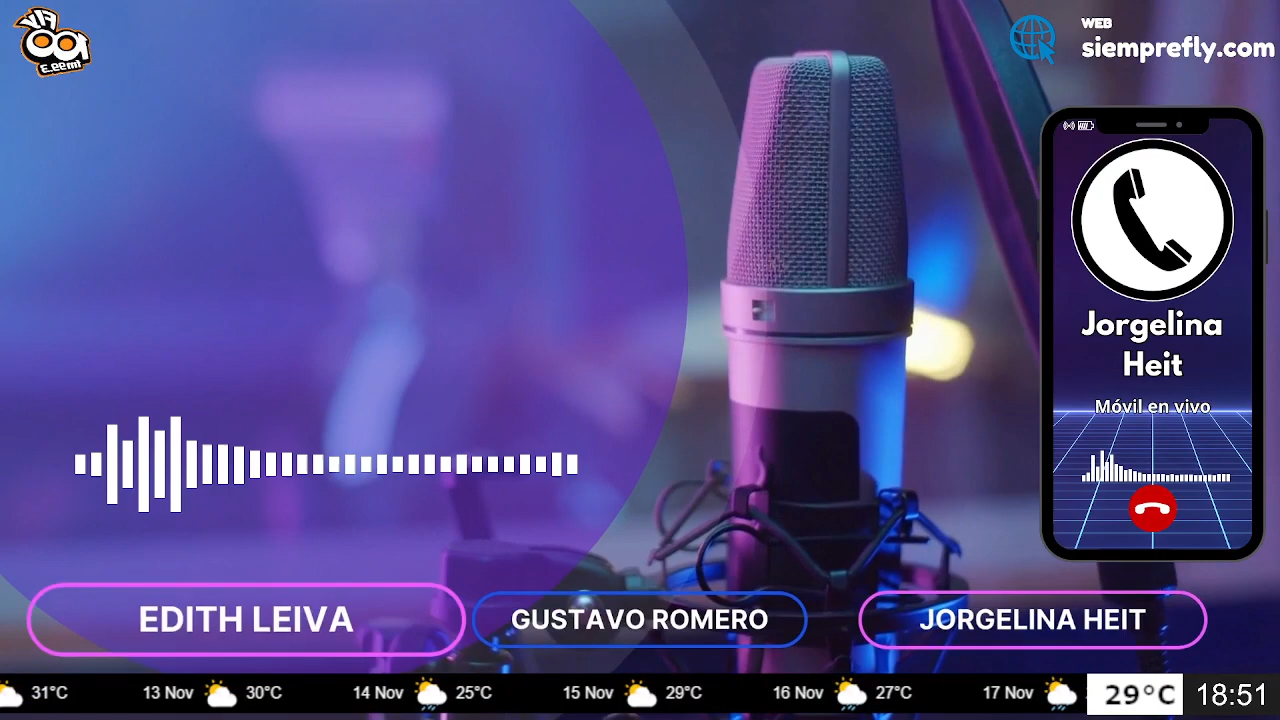 WEB
siemprefly.com
Jorgelina
Heit
Móvil en vivo
EDITH LEIVA
GUSTAVO ROMERO
JORGELINA HEIT
31°C 13 Nov 30°C 14 Nov 25°C 15 Nov 29°C 16 Nov 27°C 17 Nov 29°C 18:51